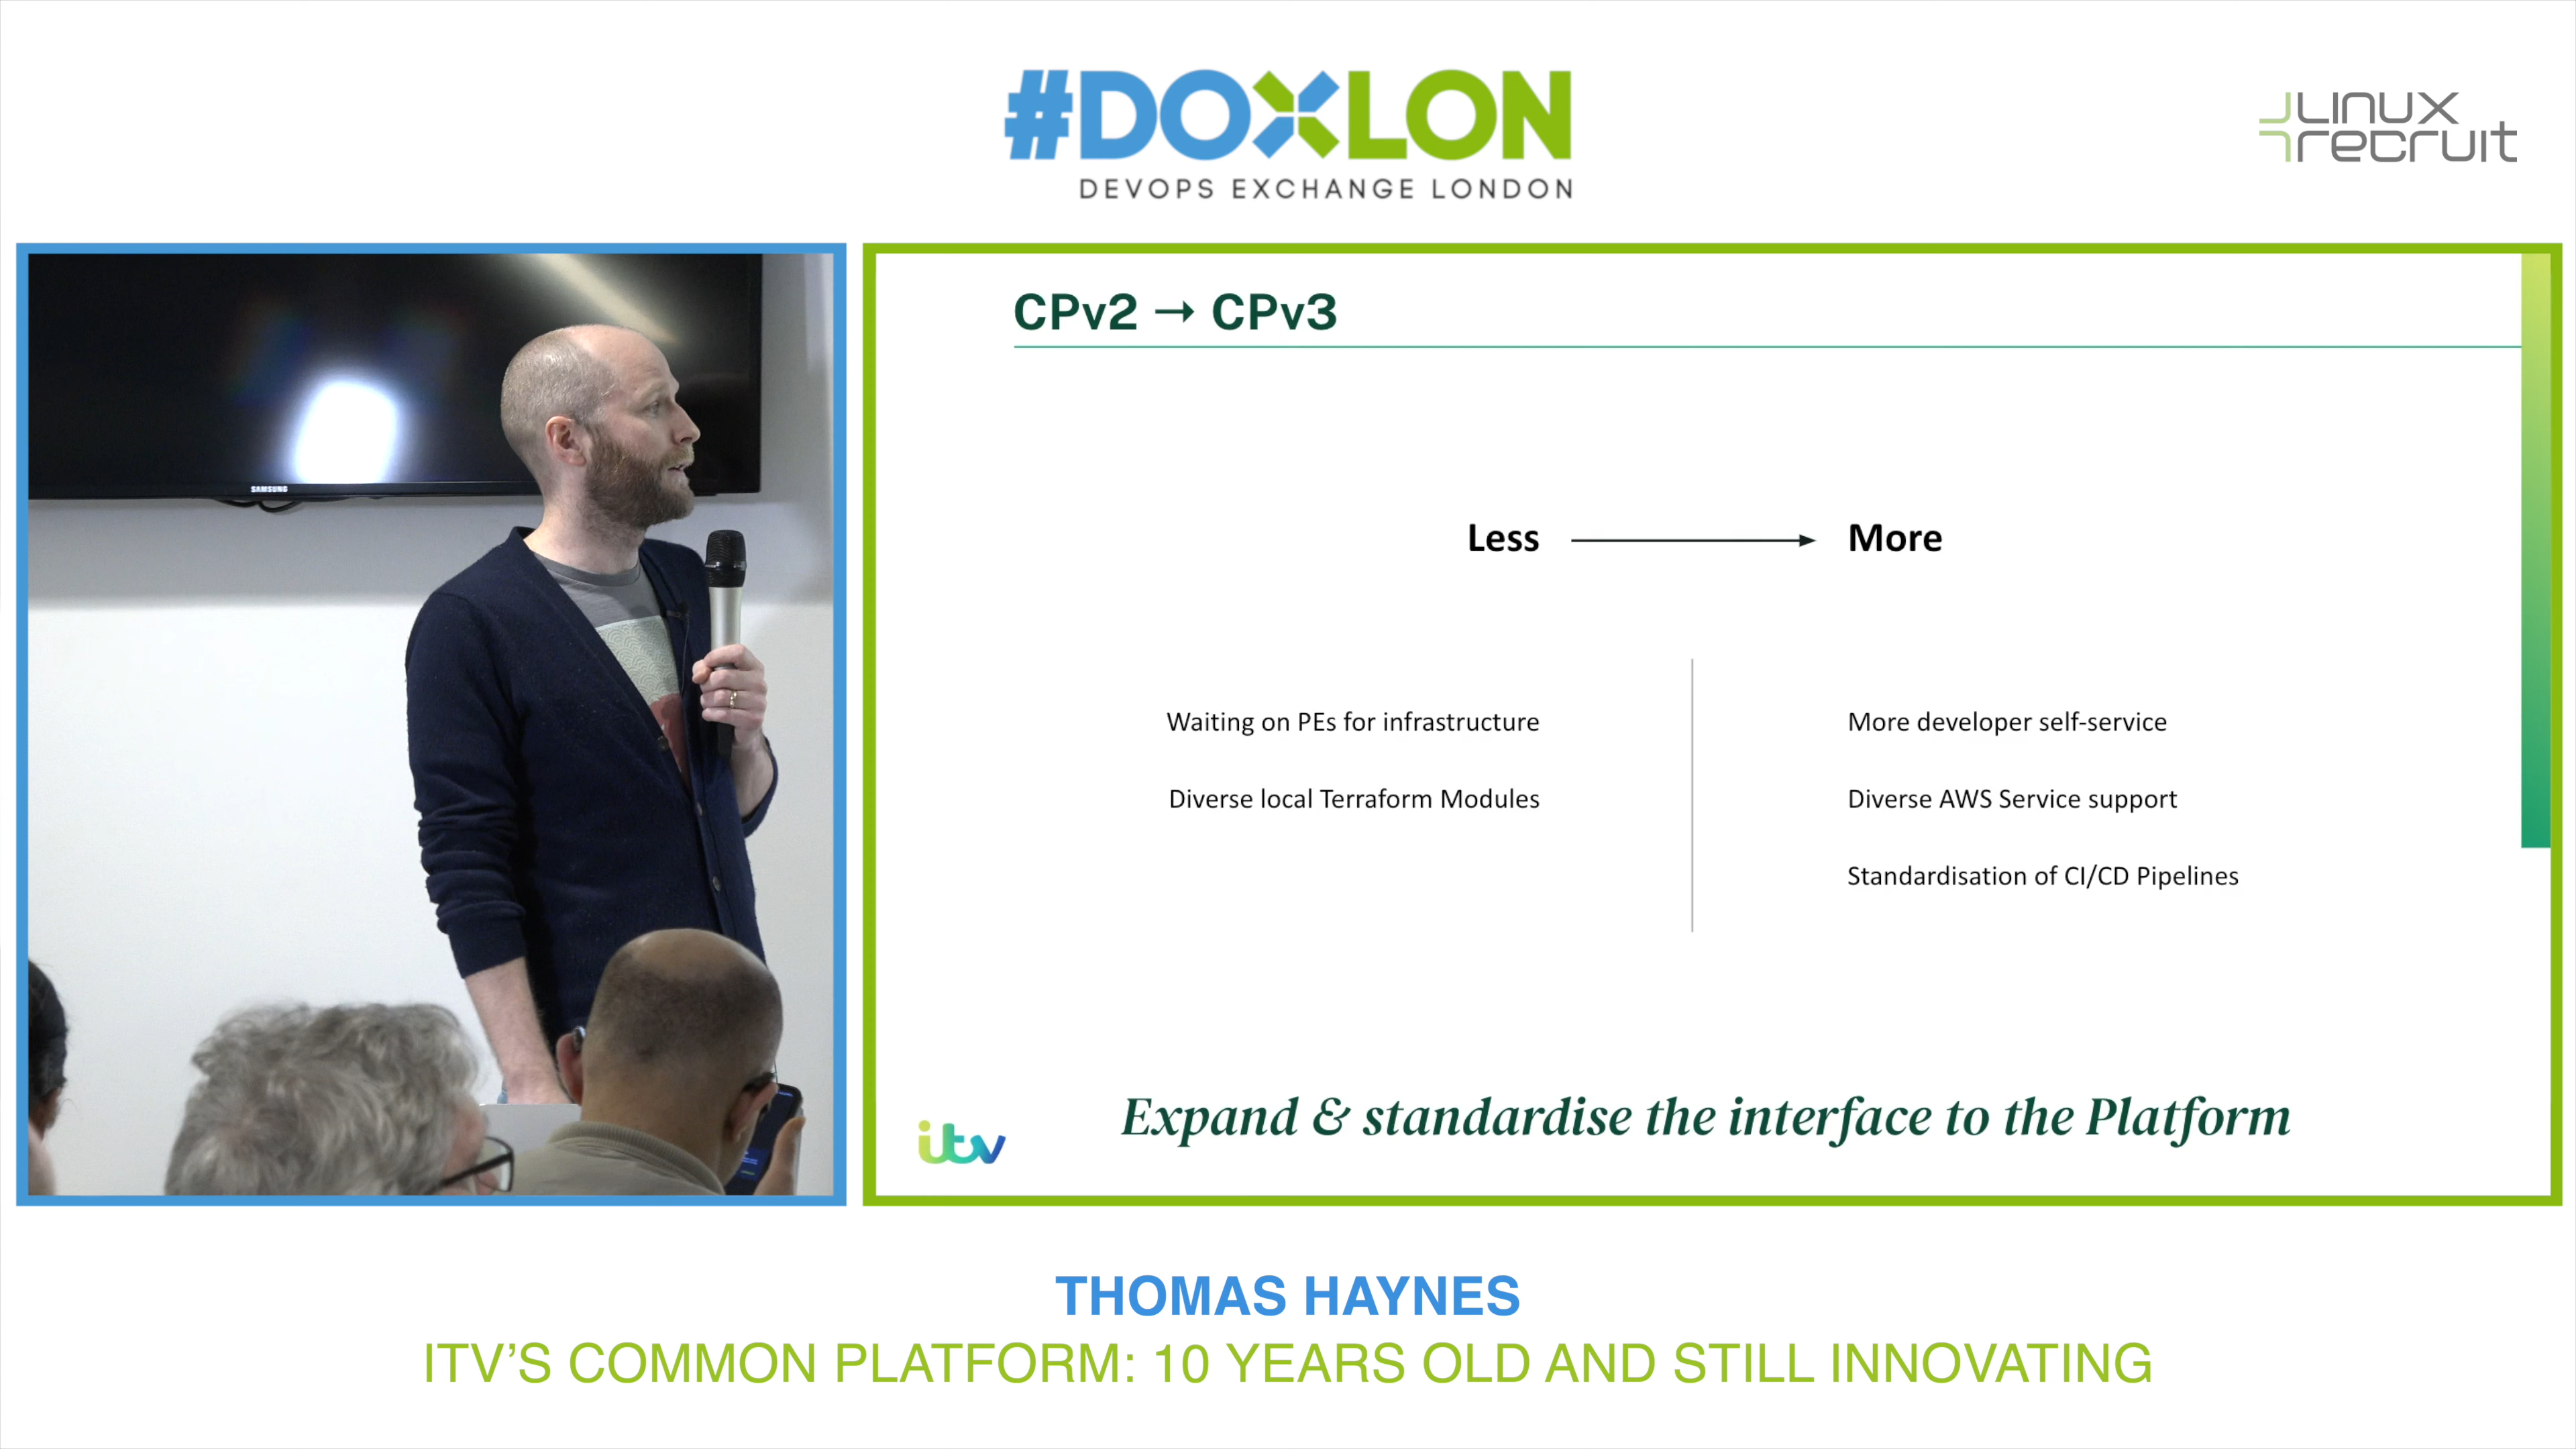 #DOXLON
DEVOPS EXCHANGE LONDON
LINUX
recruit
SAMSUNG
CPv2 → CPv3
Less
More
Waiting on PEs for infrastructure
More developer self-service
Diverse local Terraform Modules
Diverse AWS Service support
Standardisation of CI/CD Pipelines
itv
Expand & standardise the interface to the Platform
THOMAS HAYNES
ITV'S COMMON PLATFORM: 10 YEARS OLD AND STILL INNOVATING